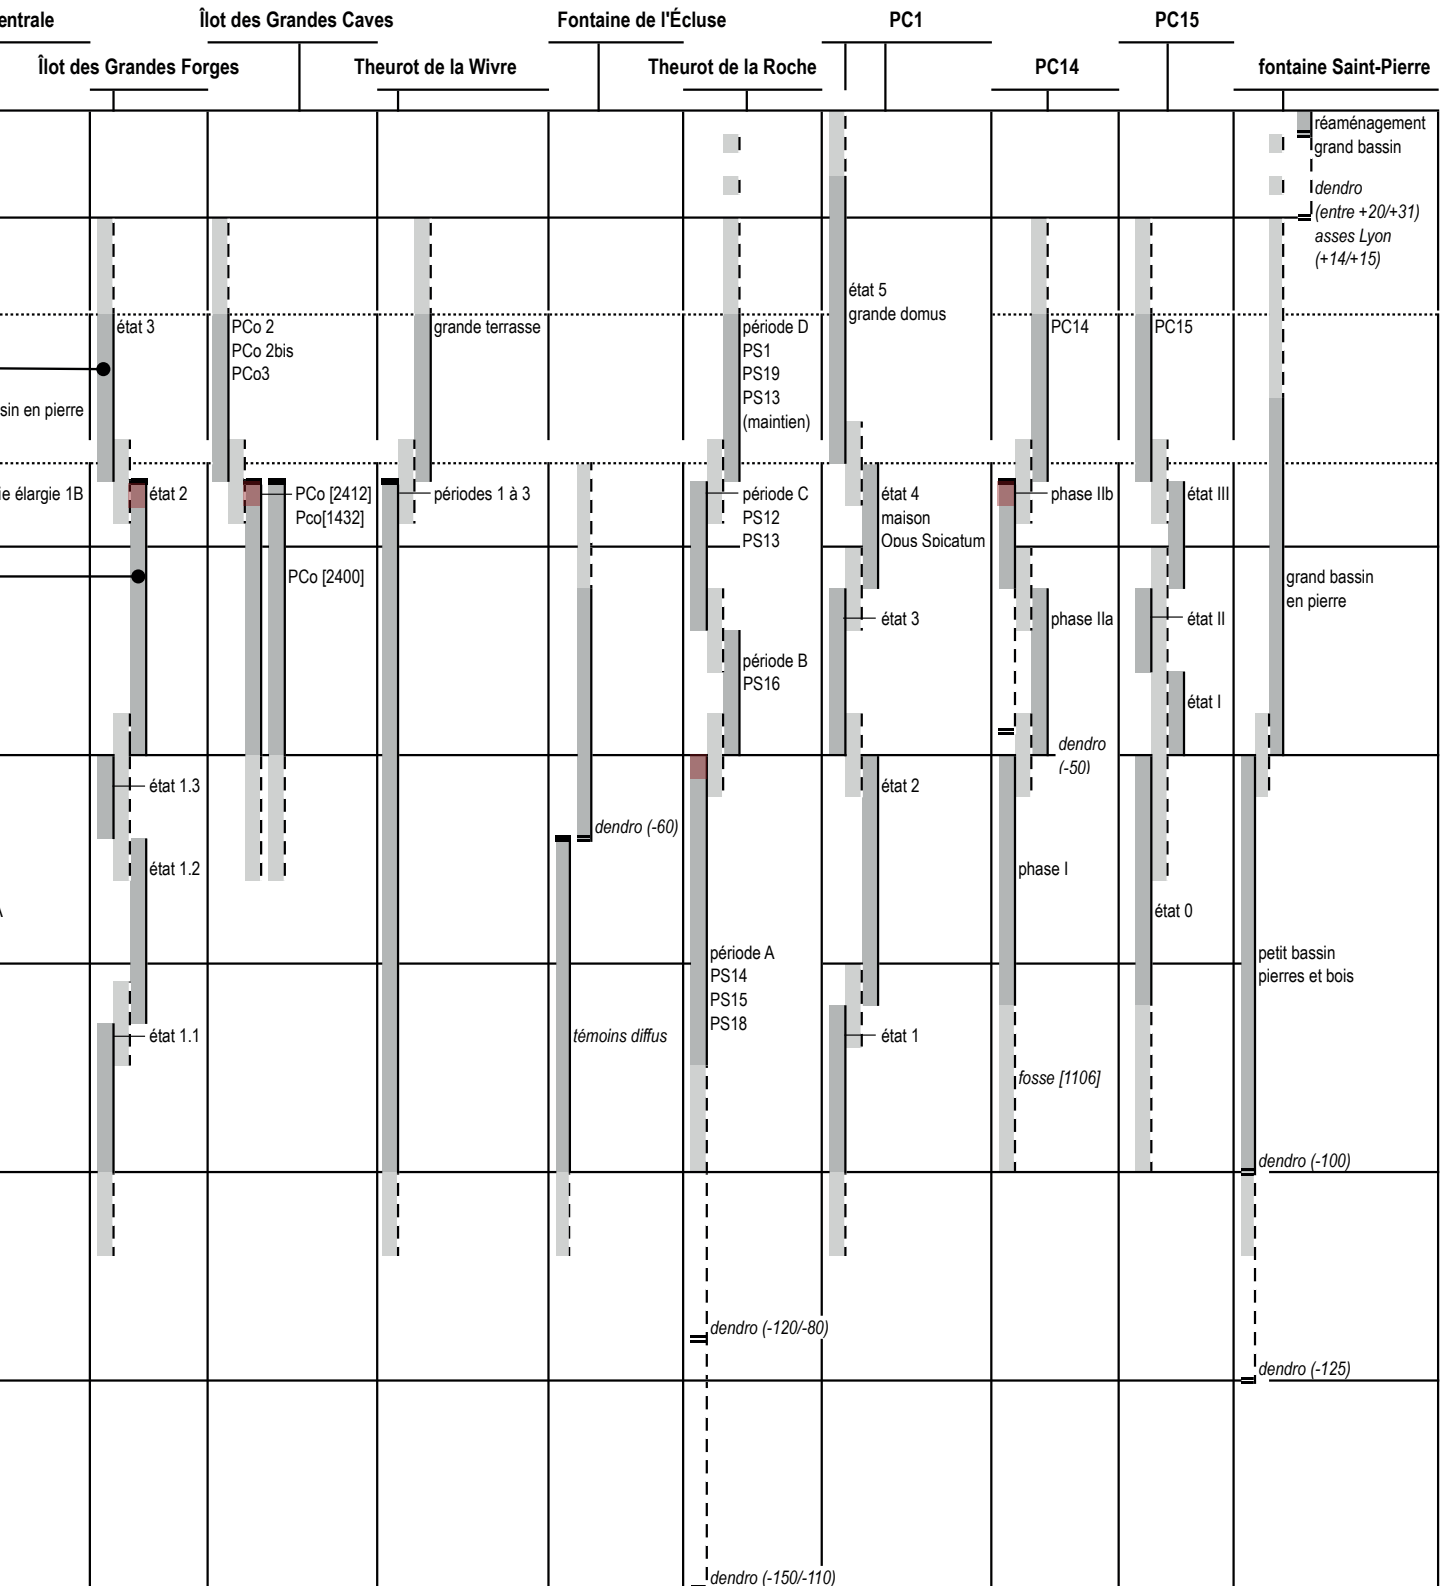 entrale
Îlot des Grandes Caves
Fontaine de l'Écluse
PC1
PC15
Îlot des Grandes Forges
Theurot de la Wivre
Theurot de la Roche
PC14
fontaine Saint-Pierre
réaménagement
grand bassin
dendro
(entre +20/+31)
asses Lyon
(+14/+15)
état 5
grande domus
état 3
PCo 2
PCo 2bis
PCo3
grande terrasse
période D
PS1
PS19
PS13
(maintien)
PC14
PC15
sin en pierre
ie élargie 1B
état 2
PCo [2412]
Pco[1432]
périodes 1 à 3
période C
PS12
PS13
état 4
maison
Opus Spicatum
phase IIb
état III
PCo [2400]
grand bassin
en pierre
état 3
phase IIa
état II
période B
PS16
état I
dendro
(-50)
état 1.3
état 2
dendro (-60)
état 1.2
phase I
A
état 0
période A
PS14
PS15
PS18
petit bassin
pierres et bois
état 1.1
témoins diffus
état 1
fosse [1106]
dendro (-100)
dendro (-120/-80)
dendro (-125)
dendro (-150/-110)